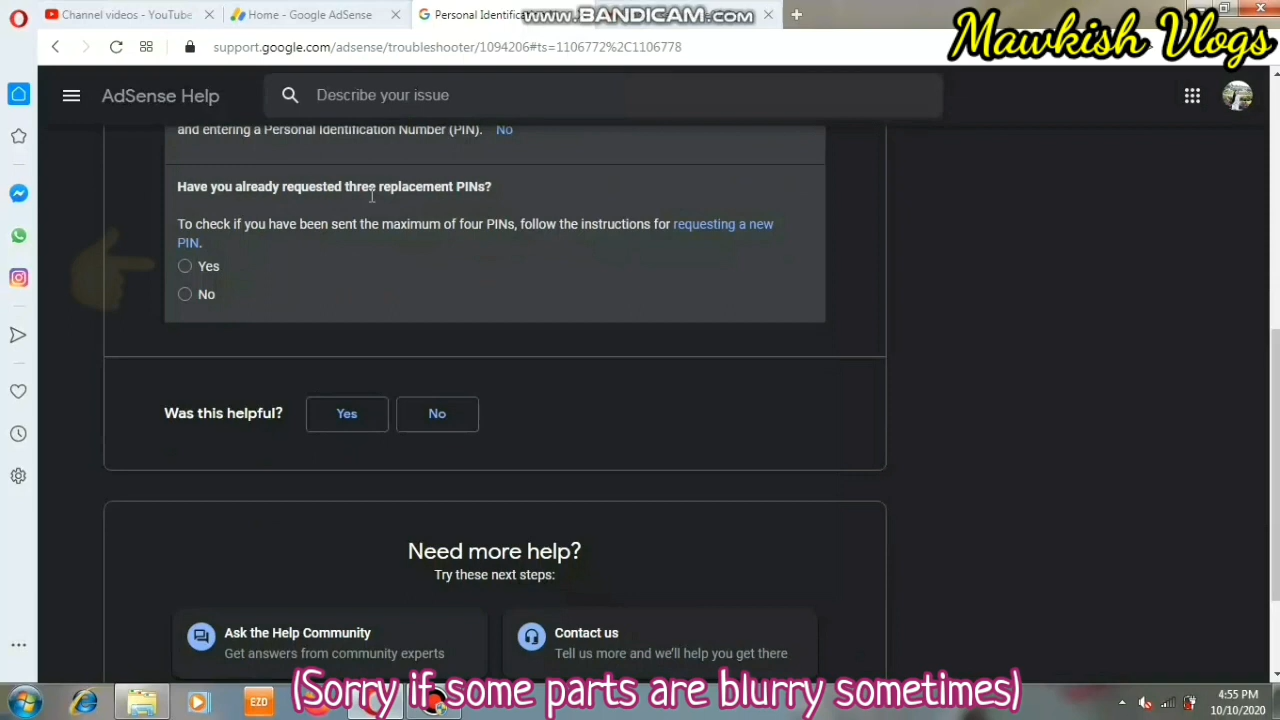 Channel videos - YouTube
Home - Google AdSense
Personal Identific
www.BANDICAM.com
Mawkish Vlogs
support.google.com/adsense/troubleshooter/1094206#ts=1106772%2C1106778
AdSense Help
Describe your issue
and entering a Personal Identification Number (PIN). No
Have you already requested three replacement PINs?
To check if you have been sent the maximum of four PINs, follow the instructions for requesting a new
PIN.
Yes
No
Was this helpful?
Yes
No
Need more help?
Try these next steps:
Ask the Help Community
Get answers from community experts
Contact us
Tell us more and we'll help you get there
(Sorry if some parts are blurry sometimes)
EZD
4:55 PM
10/10/2020